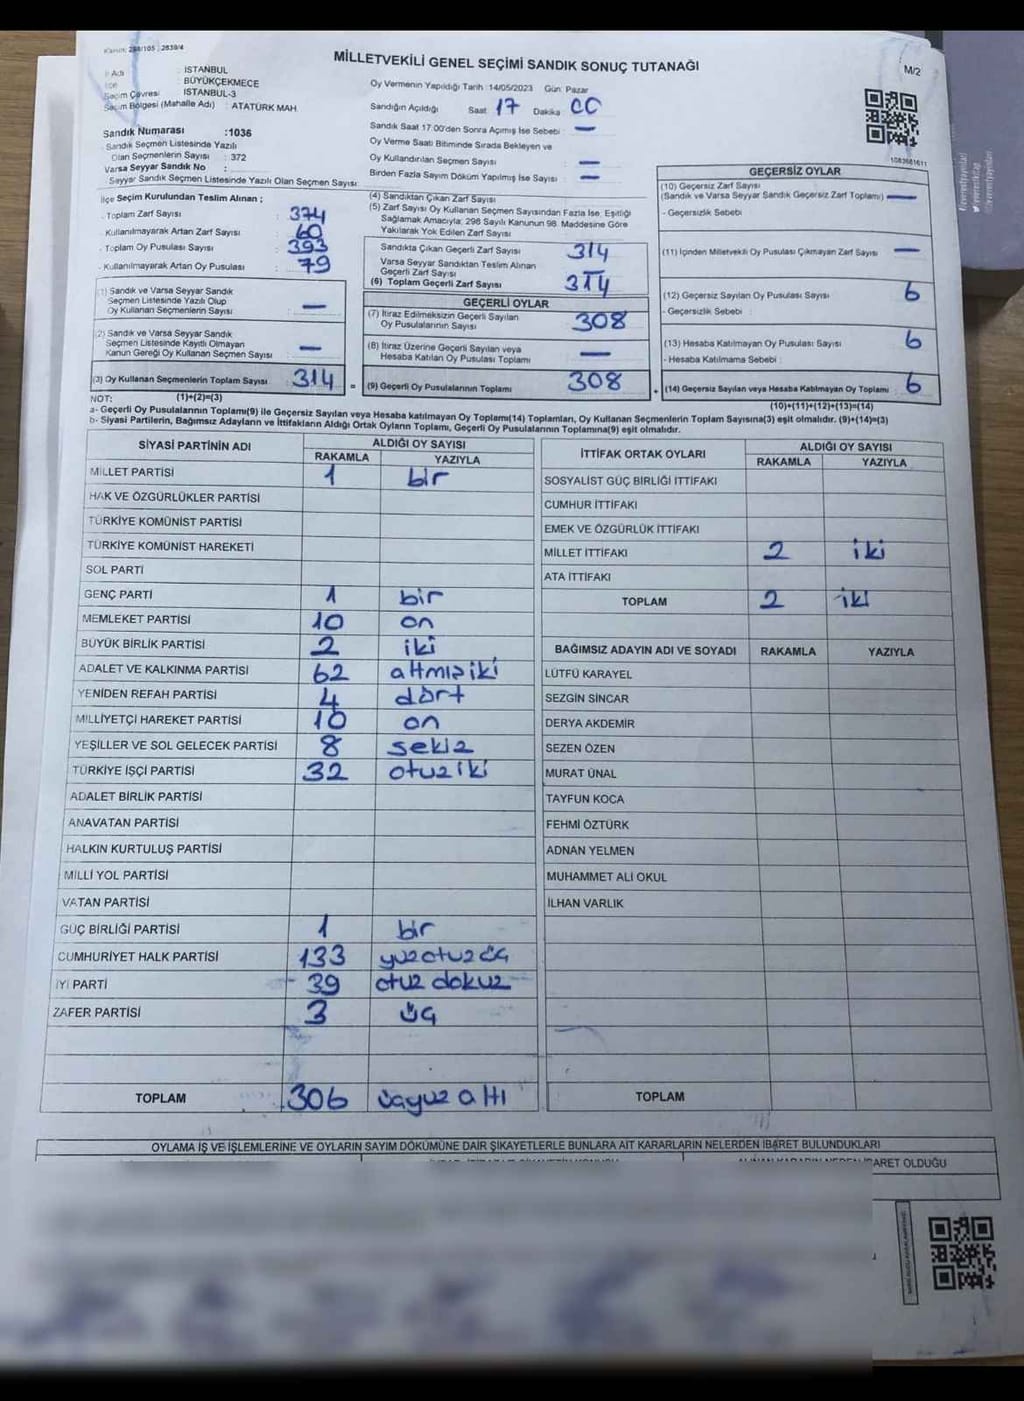 Kanun: 298/105 ; 2839/4
MİLLETVEKİLİ GENEL SEÇİMİ SANDIK SONUÇ TUTANAĞI
M/2
İl Adı : İSTANBUL
İlçe : BÜYÜKÇEKMECE
Seçim Çevresi : İSTANBUL-3
Seçim Bölgesi (Mahalle Adı) : ATATÜRK MAH.
Sandık Numarası :1036
Sandık Seçmen Listesinde Yazılı
Olan Seçmenlerin Sayısı : 372
Varsa Seyyar Sandık No :
Seyyar Sandık Seçmen Listesinde Yazılı Olan Seçmen Sayısı:
Oy Vermenin Yapıldığı Tarih :14/05/2023 Gün: Pazar
Sandığın Açıldığı Saat: 17 Dakika: 00
Sandık Saat 17:00'den Sonra Açılmış İse Sebebi : —
Oy Verme Saati Bitiminde Sırada Bekleyen ve
Oy Kullandırılan Seçmen Sayısı : —
Birden Fazla Sayım Döküm Yapılmış İse Sayısı : —
1083681611
İlçe Seçim Kurulundan Teslim Alınan ;
. Toplam Zarf Sayısı : 374
. Kullanılmayarak Artan Zarf Sayısı : 60
. Toplam Oy Pusulası Sayısı : 393
. Kullanılmayarak Artan Oy Pusulası : 79
(1) Sandık ve Varsa Seyyar Sandık
Seçmen Listesinde Yazılı Olup
Oy Kullanan Seçmenlerin Sayısı : —
(2) Sandık ve Varsa Seyyar Sandık
Seçmen Listesinde Kayıtlı Olmayan
Kanun Gereği Oy Kullanan Seçmen Sayısı : —
(3) Oy Kullanan Seçmenlerin Toplam Sayısı : 314
(1)+(2)=(3)
(4) Sandıktan Çıkan Zarf Sayısı
(5) Zarf Sayısı Oy Kullanan Seçmen Sayısından Fazla İse, Eşitliği
Sağlamak Amacıyla; 298 Sayılı Kanunun 98. Maddesine Göre
Yakılarak Yok Edilen Zarf Sayısı
Sandıkta Çıkan Geçerli Zarf Sayısı 314
Varsa Seyyar Sandıktan Teslim Alınan
Geçerli Zarf Sayısı
(6) Toplam Geçerli Zarf Sayısı 314
GEÇERLİ OYLAR
(7) İtiraz Edilmeksizin Geçerli Sayılan
Oy Pusulalarının Sayısı 308
(8) İtiraz Üzerine Geçerli Sayılan veya
Hesaba Katılan Oy Pusulası Toplamı —
= (9) Geçerli Oy Pusulalarının Toplamı 308
GEÇERSİZ OYLAR
(10) Geçersiz Zarf Sayısı
(Sandık ve Varsa Seyyar Sandık Geçersiz Zarf Toplamı) —
- Geçersizlik Sebebi :
(11) İçinden Milletvekili Oy Pusulası Çıkmayan Zarf Sayısı —
(12) Geçersiz Sayılan Oy Pusulası Sayısı 6
- Geçersizlik Sebebi :
(13) Hesaba Katılmayan Oy Pusulası Sayısı 6
- Hesaba Katılmama Sebebi :
+ (14) Geçersiz Sayılan veya Hesaba Katılmayan Oy Toplamı 6
(10)+(11)+(12)+(13)=(14)
NOT:
a- Geçerli Oy Pusulalarının Toplamı(9) ile Geçersiz Sayılan veya Hesaba katılmayan Oy Toplamı(14) Toplamları, Oy Kullanan Seçmenlerin Toplam Sayısına(3) eşit olmalıdır. (9)+(14)=(3)
b- Siyasi Partilerin, Bağımsız Adayların ve İttifakların Aldığı Ortak Oyların Toplamı, Geçerli Oy Pusulalarının Toplamına(9) eşit olmalıdır.
SİYASİ PARTİNİN ADI
ALDIĞI OY SAYISI
RAKAMLA YAZIYLA
MİLLET PARTİSİ 1 bir
HAK VE ÖZGÜRLÜKLER PARTİSİ
TÜRKİYE KOMÜNİST PARTİSİ
TÜRKİYE KOMÜNİST HAREKETİ
SOL PARTİ
GENÇ PARTİ 1 bir
MEMLEKET PARTİSİ 10 on
BÜYÜK BİRLİK PARTİSİ 2 iki
ADALET VE KALKINMA PARTİSİ 62 altmış iki
YENİDEN REFAH PARTİSİ 4 dört
MİLLİYETÇİ HAREKET PARTİSİ 10 on
YEŞİLLER VE SOL GELECEK PARTİSİ 8 sekiz
TÜRKİYE İŞÇİ PARTİSİ 32 otuz iki
ADALET BİRLİK PARTİSİ
ANAVATAN PARTİSİ
HALKIN KURTULUŞ PARTİSİ
MİLLİ YOL PARTİSİ
VATAN PARTİSİ
GÜÇ BİRLİĞİ PARTİSİ 1 bir
CUMHURİYET HALK PARTİSİ 133 yüzotuzüç
İYİ PARTİ 39 otuz dokuz
ZAFER PARTİSİ 3 üç
TOPLAM 306 üçyüz altı
İTTİFAK ORTAK OYLARI
ALDIĞI OY SAYISI
RAKAMLA YAZIYLA
SOSYALİST GÜÇ BİRLİĞİ İTTİFAKI
CUMHUR İTTİFAKI
EMEK VE ÖZGÜRLÜK İTTİFAKI
MİLLET İTTİFAKI 2 iki
ATA İTTİFAKI
TOPLAM 2 iki
BAĞIMSIZ ADAYIN ADI VE SOYADI RAKAMLA YAZIYLA
LÜTFÜ KARAYEL
SEZGİN SİNCAR
DERYA AKDEMİR
SEZEN ÖZEN
MURAT ÜNAL
TAYFUN KOCA
FEHMİ ÖZTÜRK
ADNAN YELMEN
MUHAMMET ALİ OKUL
İLHAN VARLIK
TOPLAM
OYLAMA İŞ VE İŞLEMLERİNE VE OYLARIN SAYIM DÖKÜMÜNE DAİR ŞİKAYETLERLE BUNLARA AİT KARARLARIN NELERDEN İBARET BULUNDUKLARI
ALINAN KARARIN NEDEN İBARET OLDUĞU